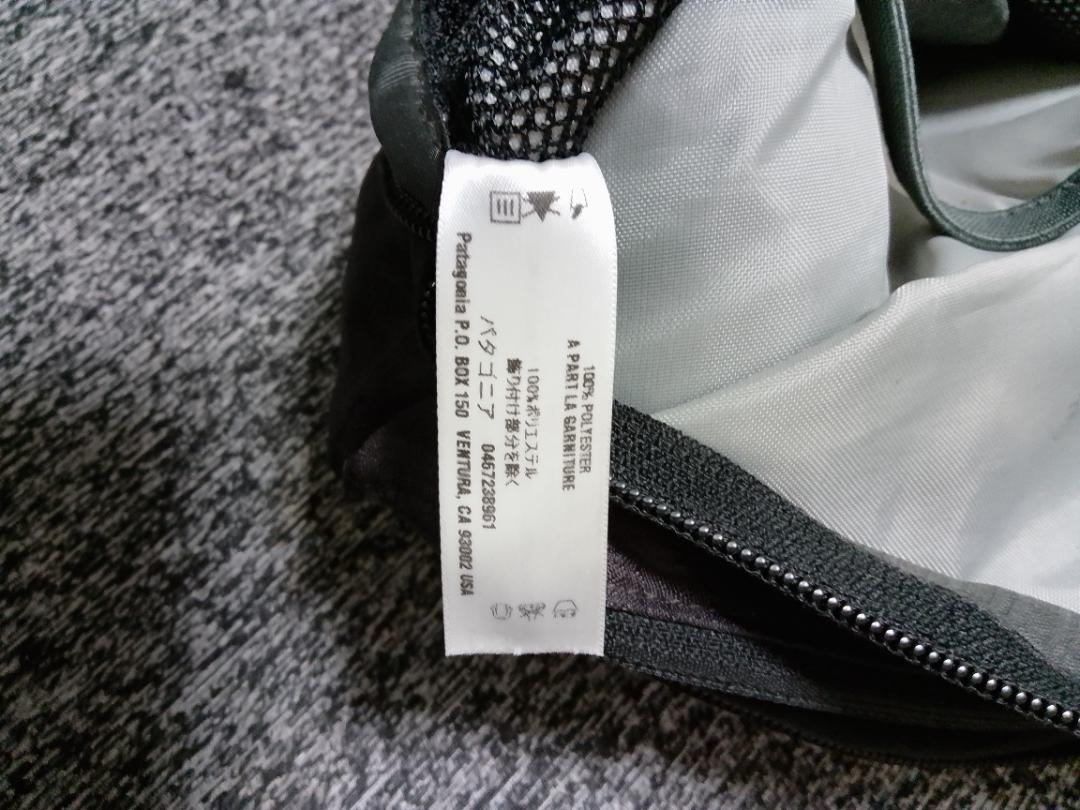 100% POLYESTER
A PART LA GARNITURE
100%ポリエステル
飾り付け部分を除く
パタゴニア 0467238961
Patagonia P.O. BOX 150 VENTURA, CA 93002 USA